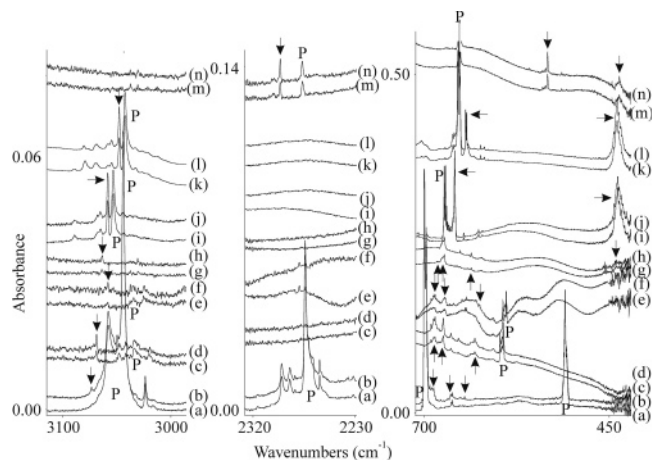 P
0.14
P
0.50
(n)
(m)
(n)
(m)
(n)
(m)
0.06
P
(l)
(k)
(l)
(k)
(l)
(k)
P
P
(j)
(i)
(j)
(i)
(j)
(i)
(h)
(g)
(h)
(g)
(h)
(g)
(f)
(e)
(f)
(e)
(f)
(e)
P
P
(d)
(c)
(d)
(c)
(d)
(c)
(b)
(a)
(b)
(a)
(b)
(a)
P
P
P
P
P
0.00
0.00
0.00
Absorbance
3100
3000
2320
2230
700
450
Wavenumbers (cm⁻¹)